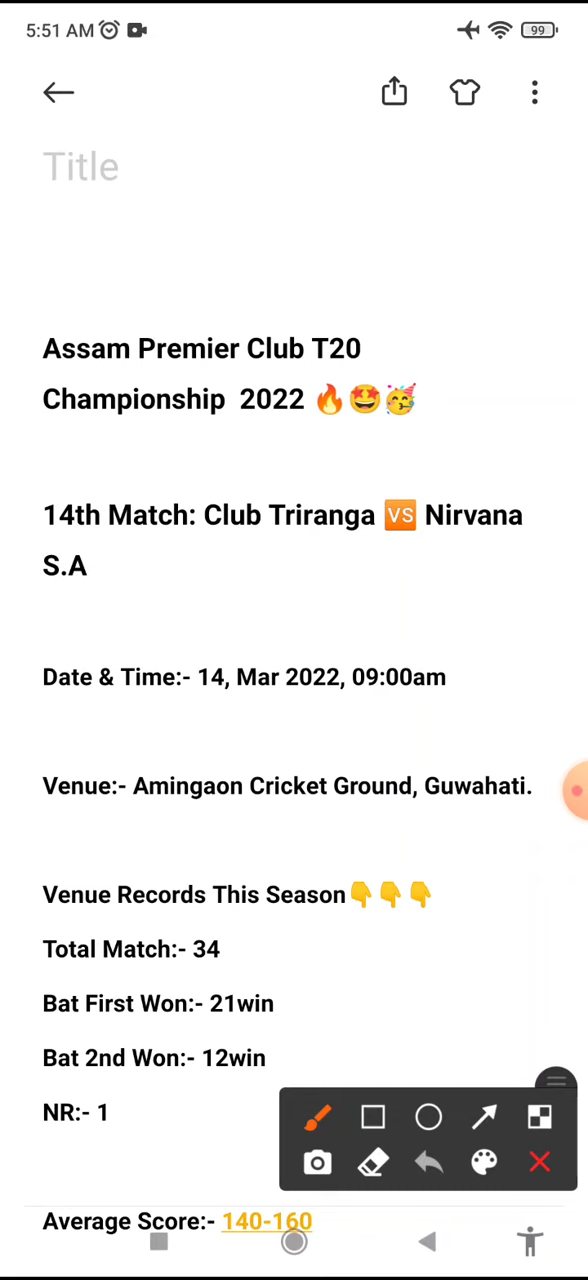 5:51 AM
99
Title
Assam Premier Club T20
Championship 2022 🔥🤩🥳
14th Match: Club Triranga 🆚 Nirvana
S.A
Date & Time:- 14, Mar 2022, 09:00am
Venue:- Amingaon Cricket Ground, Guwahati.
Venue Records This Season👇👇👇
Total Match:- 34
Bat First Won:- 21win
Bat 2nd Won:- 12win
NR:- 1
Average Score:- 140-160